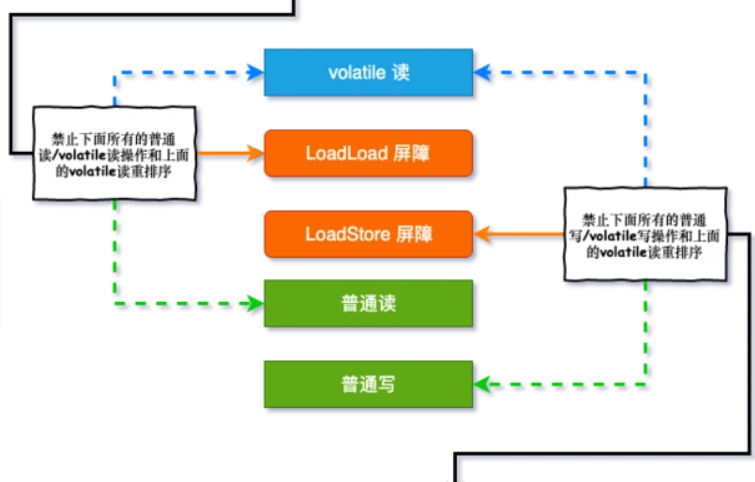 volatile 读
禁止下面所有的普通
读/volatile读操作和上面
的volatile读重排序
LoadLoad 屏障
LoadStore 屏障
禁止下面所有的普通
写/volatile写操作和上面
的volatile读重排序
普通读
普通写